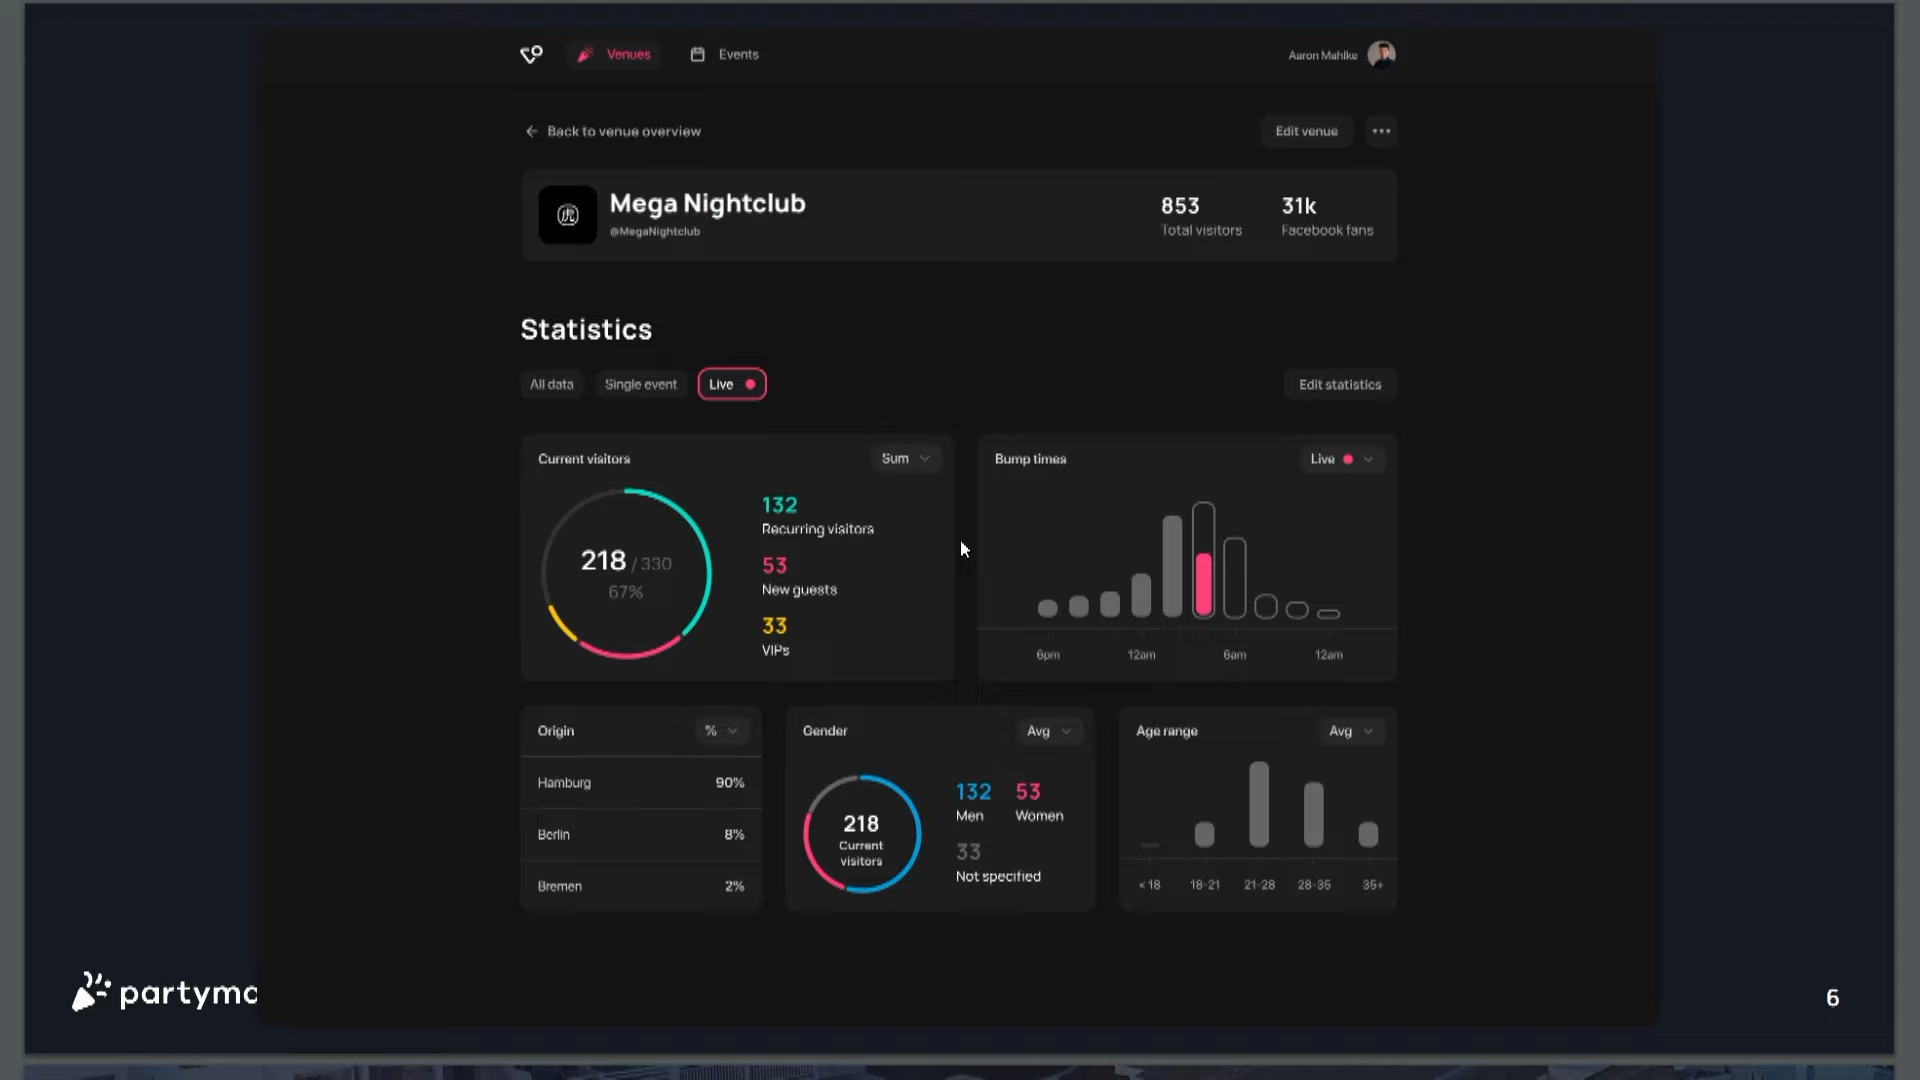 Venues
Events
Aaron Mahlke
Back to venue overview
Edit venue
Mega Nightclub
@MegaNightclub
853
Total visitors
31k
Facebook fans
Statistics
All data
Single event
Live
Edit statistics
Current visitors
Sum
218 / 330
67%
132
Recurring visitors
53
New guests
33
VIPs
Bump times
Live
6pm 12am 6am 12am
Origin
%
Hamburg 90%
Berlin 8%
Bremen 2%
Gender
Avg
218
Current
visitors
132
Men
53
Women
33
Not specified
Age range
Avg
<18 18-21 21-28 28-35 35+
partymo
6